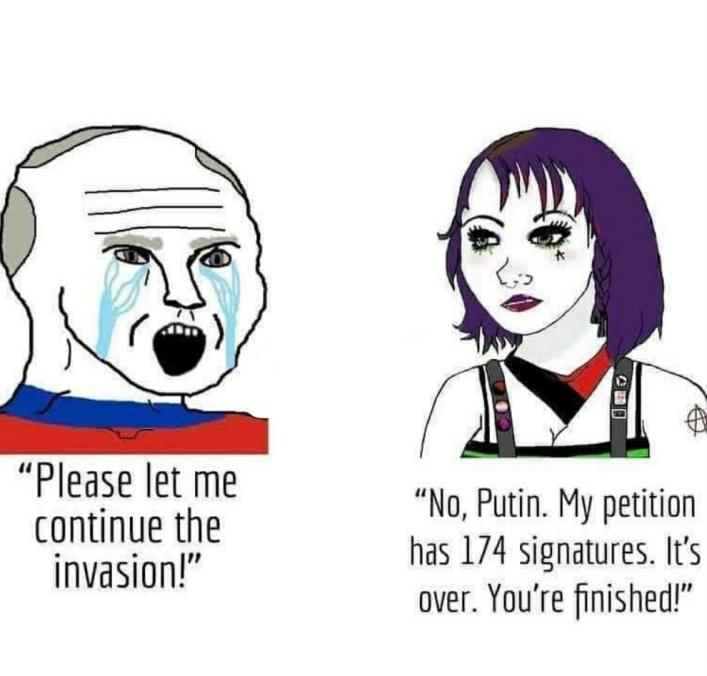 “Please let me
continue the
invasion!”
“No, Putin. My petition
has 174 signatures. It’s
over. You’re finished!”